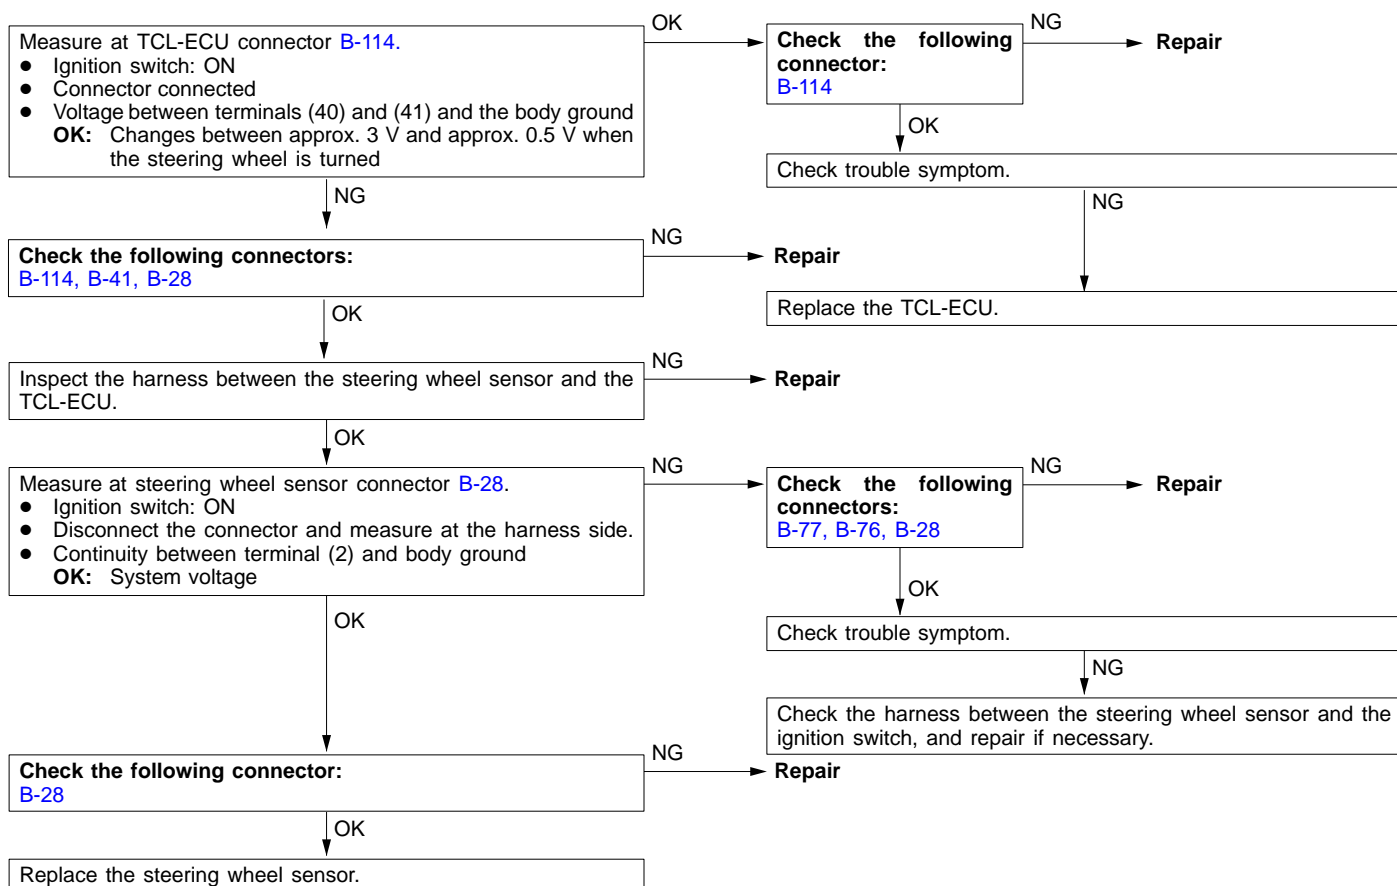 Measure at TCL-ECU connector B-114.
● Ignition switch: ON
● Connector connected
● Voltage between terminals (40) and (41) and the body ground
OK: Changes between approx. 3 V and approx. 0.5 V when
the steering wheel is turned
OK
Check the following
connector:
B-114
NG
Repair
OK
Check trouble symptom.
NG
Replace the TCL-ECU.
NG
Check the following connectors:
B-114, B-41, B-28
NG
Repair
OK
Inspect the harness between the steering wheel sensor and the
TCL-ECU.
NG
Repair
OK
Measure at steering wheel sensor connector B-28.
● Ignition switch: ON
● Disconnect the connector and measure at the harness side.
● Continuity between terminal (2) and body ground
OK: System voltage
NG
Check the following
connectors:
B-77, B-76, B-28
NG
Repair
OK
Check trouble symptom.
NG
Check the harness between the steering wheel sensor and the
ignition switch, and repair if necessary.
OK
Check the following connector:
B-28
NG
Repair
OK
Replace the steering wheel sensor.